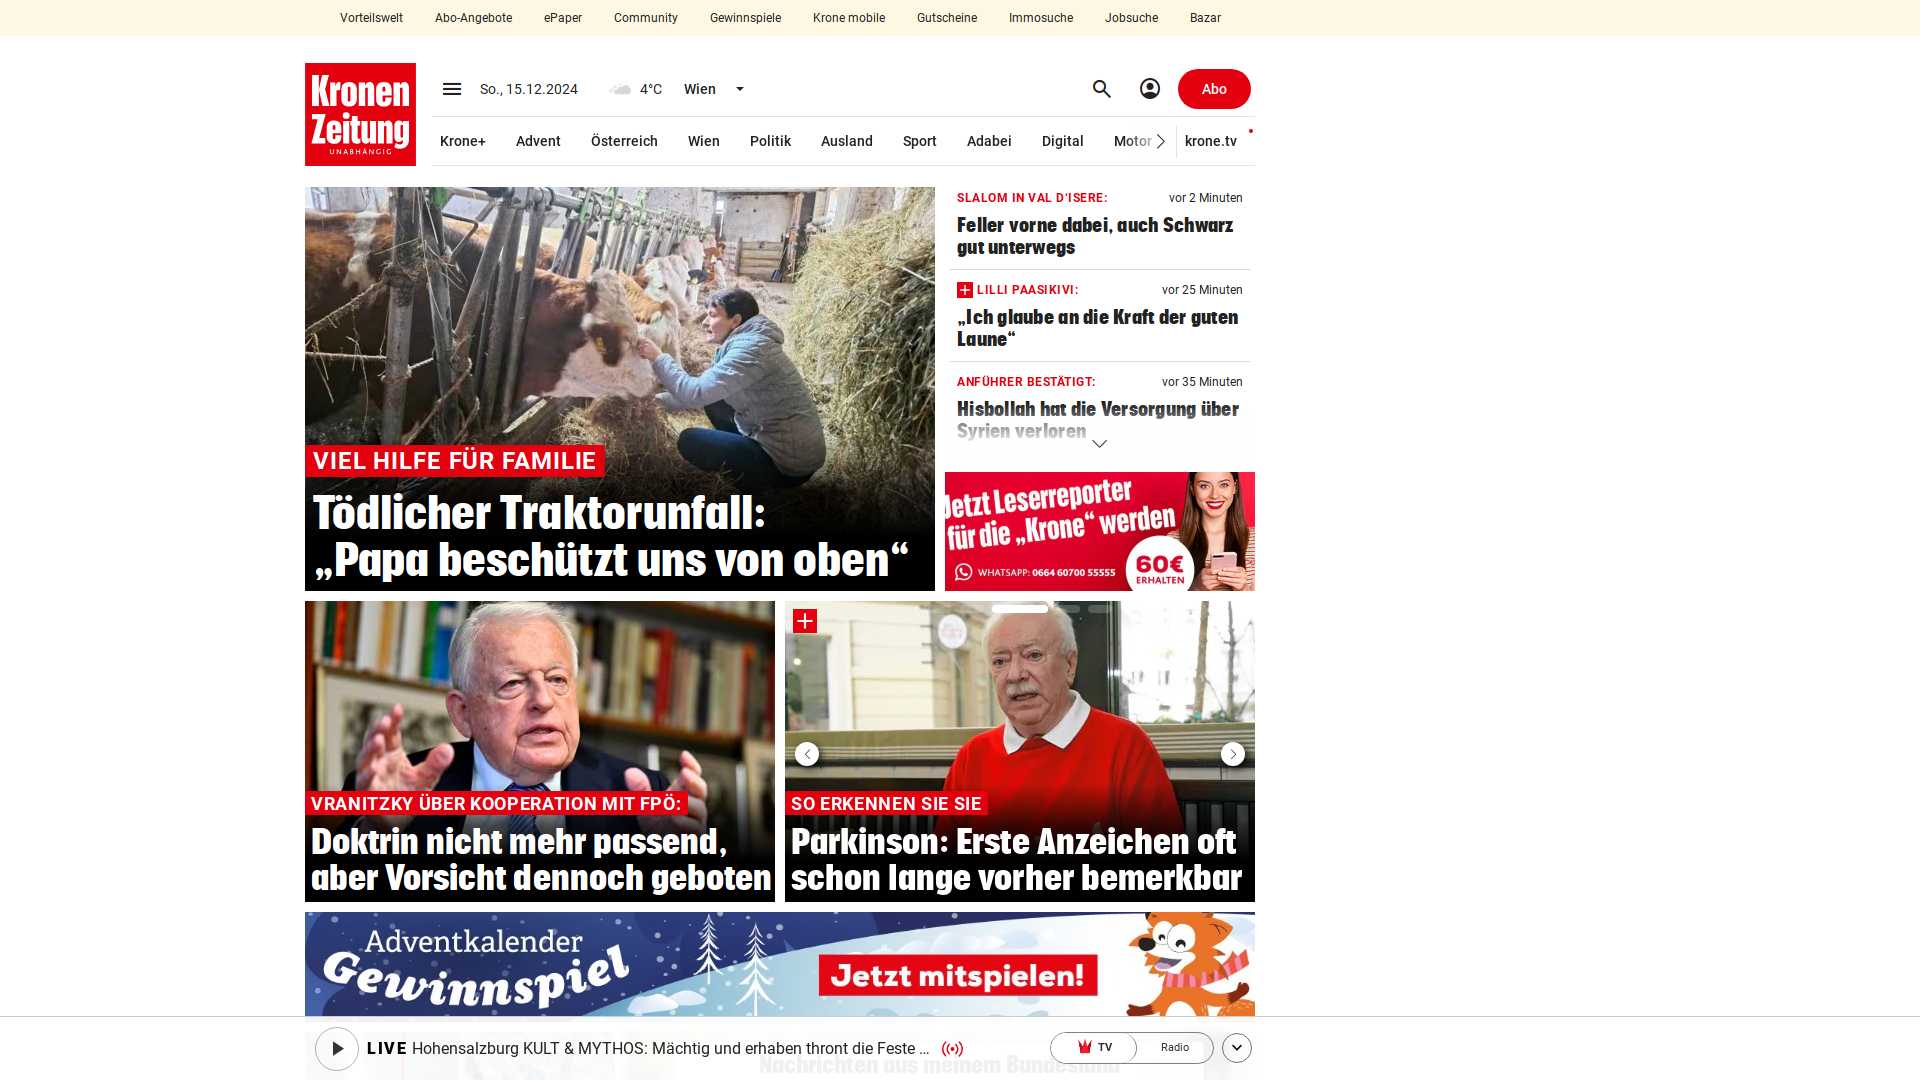 Vorteilswelt Abo-Angebote ePaper Community Gewinnspiele Krone mobile Gutscheine Immosuche Jobsuche Bazar
Kronen
Zeitung
UNABHÄNGIG
So., 15.12.2024 4°C Wien Abo
Krone+ Advent Österreich Wien Politik Ausland Sport Adabei Digital Motor krone.tv
VIEL HILFE FÜR FAMILIE
Tödlicher Traktorunfall:
„Papa beschützt uns von oben“
SLALOM IN VAL D‘ISERE: vor 2 Minuten
Feller vorne dabei, auch Schwarz
gut unterwegs
LILLI PAASIKIVI: vor 25 Minuten
„Ich glaube an die Kraft der guten
Laune“
ANFÜHRER BESTÄTIGT: vor 35 Minuten
Hisbollah hat die Versorgung über
Syrien verloren
Jetzt Leserreporter
für die „Krone“ werden
WHATSAPP: 0664 60700 55555
60€
ERHALTEN
VRANITZKY ÜBER KOOPERATION MIT FPÖ:
Doktrin nicht mehr passend,
aber Vorsicht dennoch geboten
SO ERKENNEN SIE SIE
Parkinson: Erste Anzeichen oft
schon lange vorher bemerkbar
Adventkalender
Gewinnspiel
Jetzt mitspielen!
LIVE Hohensalzburg KULT & MYTHOS: Mächtig und erhaben thront die Feste ... TV Radio
Nachrichten aus meinem Bundesland